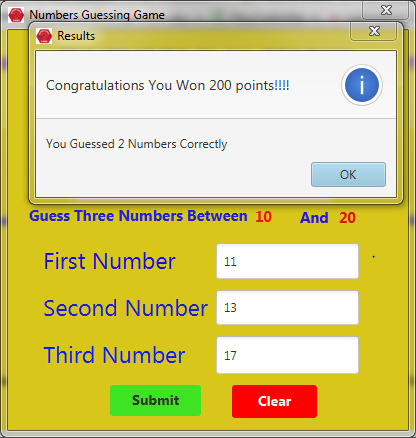 Numbers Guessing Game
Results
Congratulations You Won 200 points!!!!
i
You Guessed 2 Numbers Correctly
OK
Guess Three Numbers Between 10 And 20
First Number 11
Second Number 13
Third Number 17
Submit Clear